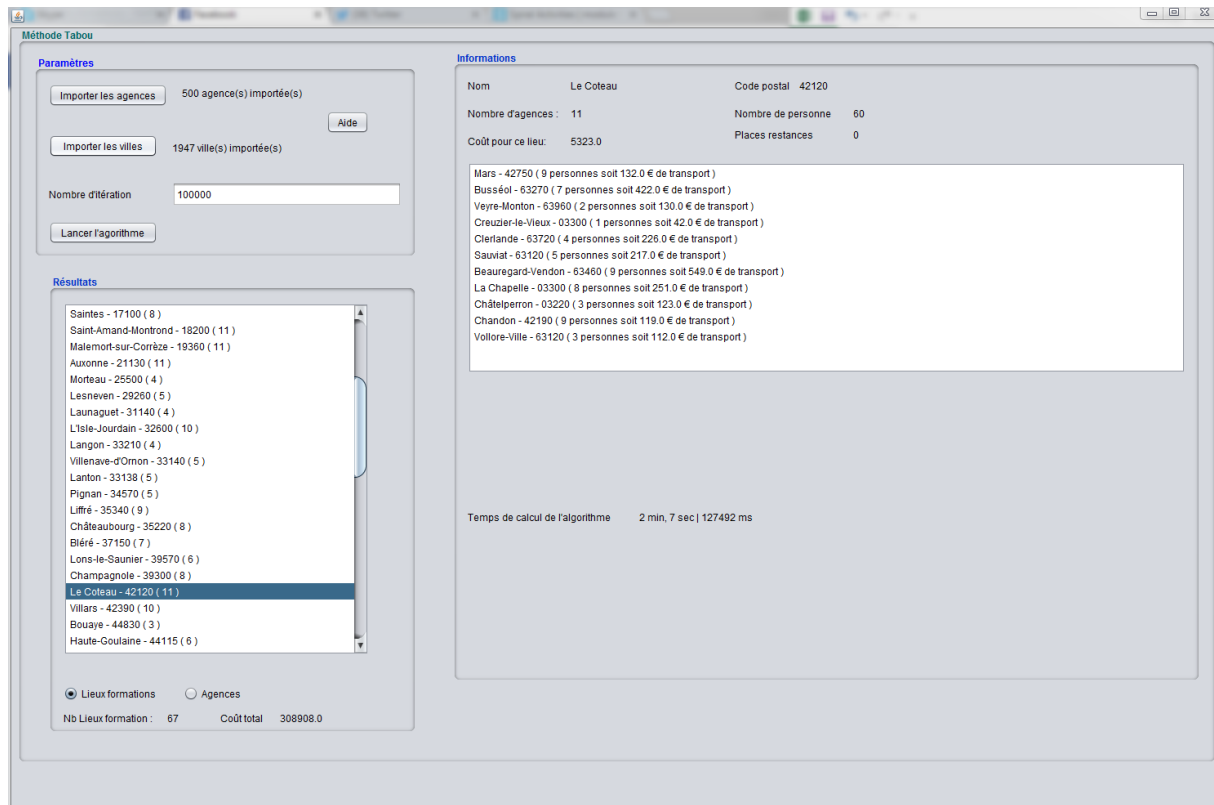 Facebook
Méthode Tabou
Paramètres
Importer les agences
500 agence(s) importée(s)
Aide
Importer les villes
1947 ville(s) importée(s)
Nombre d'itération
100000
Lancer l'agorithme
Résultats
Saintes - 17100 ( 8 )
Saint-Amand-Montrond - 18200 ( 11 )
Malemort-sur-Corrèze - 19360 ( 11 )
Auxonne - 21130 ( 11 )
Morteau - 25500 ( 4 )
Lesneven - 29260 ( 5 )
Launaguet - 31140 ( 4 )
L'Isle-Jourdain - 32600 ( 10 )
Langon - 33210 ( 4 )
Villenave-d'Ornon - 33140 ( 5 )
Lanton - 33138 ( 5 )
Pignan - 34570 ( 5 )
Liffré - 35340 ( 9 )
Châteaubourg - 35220 ( 8 )
Bléré - 37150 ( 7 )
Lons-le-Saunier - 39570 ( 6 )
Champagnole - 39300 ( 8 )
Le Coteau - 42120 ( 11 )
Villars - 42390 ( 10 )
Bouaye - 44830 ( 3 )
Haute-Goulaine - 44115 ( 6 )
Lieux formations
Agences
Nb Lieux formation : 67 Coût total 308908.0
Informations
Nom Le Coteau Code postal 42120
Nombre d'agences : 11 Nombre de personne 60
Coût pour ce lieu: 5323.0 Places restances 0
Mars - 42750 ( 9 personnes soit 132.0 € de transport )
Busséol - 63270 ( 7 personnes soit 422.0 € de transport )
Veyre-Monton - 63960 ( 2 personnes soit 130.0 € de transport )
Creuzier-le-Vieux - 03300 ( 1 personnes soit 42.0 € de transport )
Clerlande - 63720 ( 4 personnes soit 226.0 € de transport )
Sauviat - 63120 ( 5 personnes soit 217.0 € de transport )
Beauregard-Vendon - 63460 ( 9 personnes soit 549.0 € de transport )
La Chapelle - 03300 ( 8 personnes soit 251.0 € de transport )
Châtelperron - 03220 ( 3 personnes soit 123.0 € de transport )
Chandon - 42190 ( 9 personnes soit 119.0 € de transport )
Vollore-Ville - 63120 ( 3 personnes soit 112.0 € de transport )
Temps de calcul de l'algorithme 2 min, 7 sec | 127492 ms